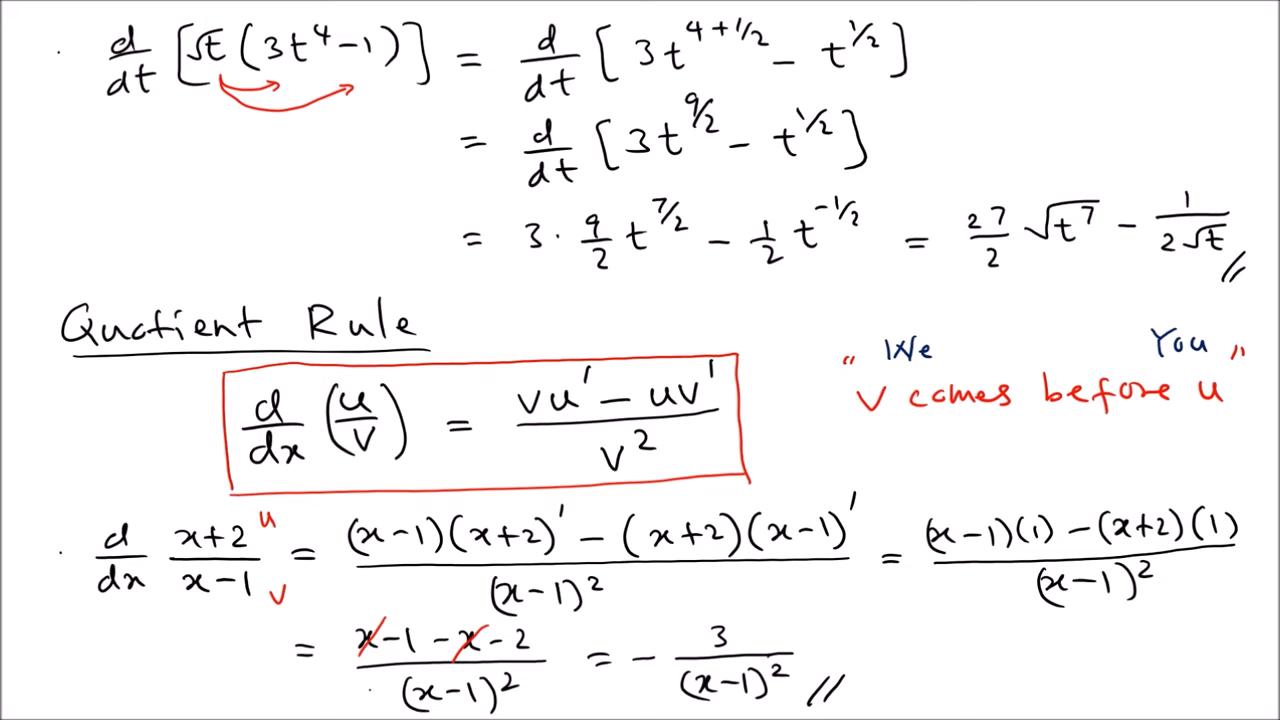 d/dt [√t (3t⁴ − 1)] = d/dt [3t^(4+1/2) − t^(1/2)]
= d/dt [3t^(9/2) − t^(1/2)]
= 3 · 9/2 t^(7/2) − 1/2 t^(−1/2) = 27/2 √t⁷ − 1/(2√t) //
Quotient Rule
" We You "
v comes before u
d/dx (u/v) = (vu' − uv')/v²
d/dx (x+2)/(x−1) u v = ((x−1)(x+2)' − (x+2)(x−1)')/(x−1)² = ((x−1)(1) − (x+2)(1))/(x−1)²
= (x−1−x−2)/(x−1)² = − 3/(x−1)² //